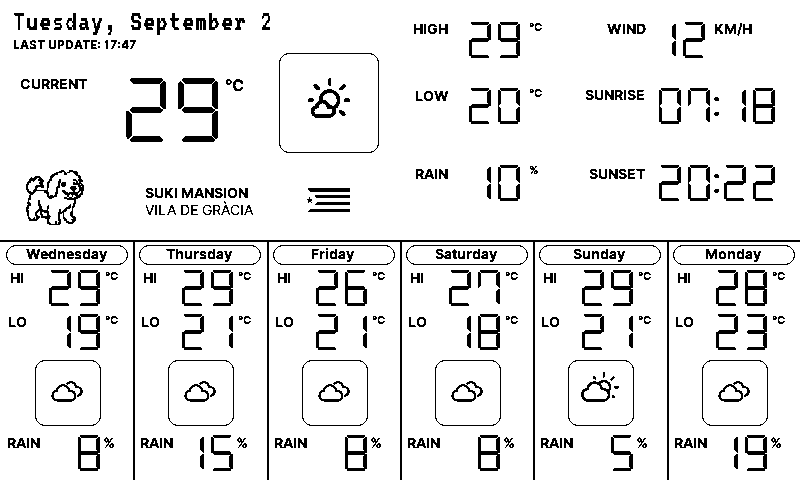 Tuesday, September 2
LAST UPDATE: 17:47
CURRENT 29 °C
SUKI MANSION
VILA DE GRÀCIA
HIGH 29 °C
WIND 12 KM/H
LOW 20 °C
SUNRISE 07:18
RAIN 10 %
SUNSET 20:22
Wednesday
HI 29 °C
LO 19 °C
RAIN 8 %
Thursday
HI 29 °C
LO 21 °C
RAIN 15 %
Friday
HI 26 °C
LO 21 °C
RAIN 8 %
Saturday
HI 27 °C
LO 18 °C
RAIN 8 %
Sunday
HI 29 °C
LO 21 °C
RAIN 5 %
Monday
HI 28 °C
LO 23 °C
RAIN 19 %